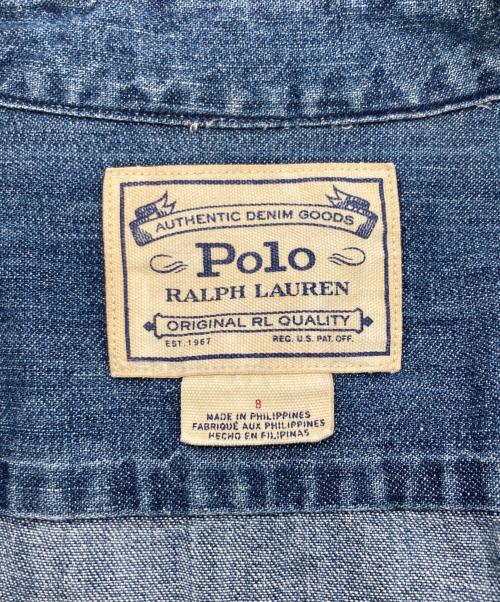 AUTHENTIC DENIM GOODS
Polo
RALPH LAUREN
ORIGINAL RL QUALITY
EST. 1967 REG. U.S. PAT. OFF.
8
MADE IN PHILIPPINES
FABRIQUÉ AUX PHILIPPINES
HECHO EN FILIPINAS